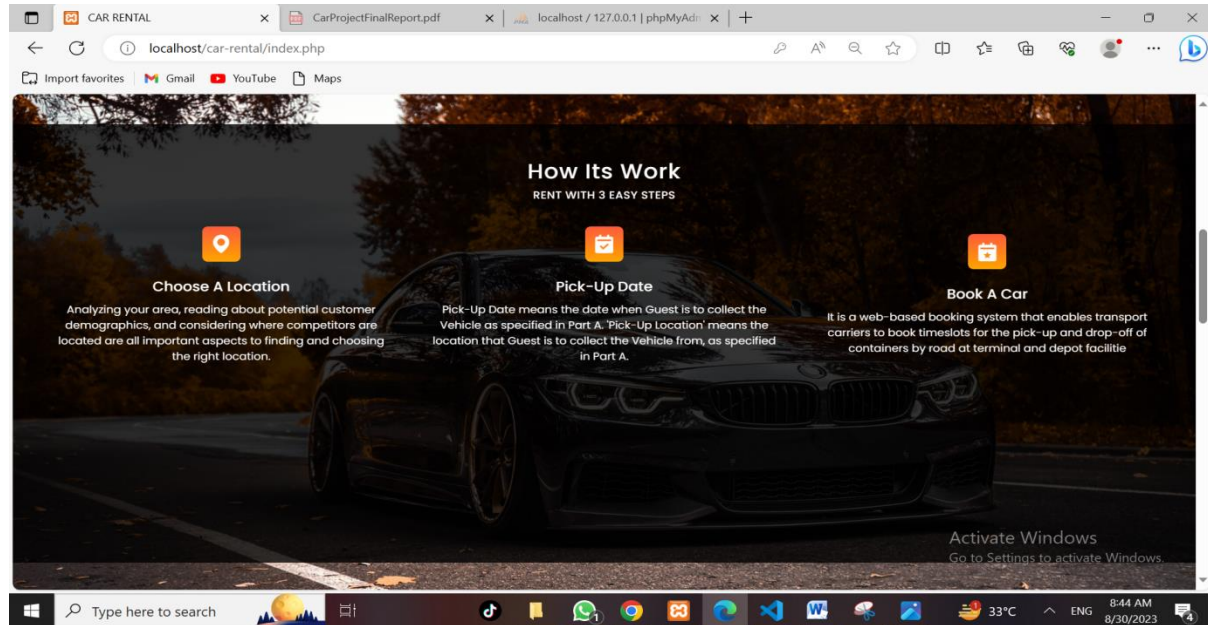 CAR RENTAL
CarProjectFinalReport.pdf
localhost / 127.0.0.1 | phpMyAdm
localhost/car-rental/index.php
Import favorites
Gmail
YouTube
Maps
How Its Work
RENT WITH 3 EASY STEPS
Choose A Location
Analyzing your area, reading about potential customer
demographics, and considering where competitors are
located are all important aspects to finding and choosing
the right location.
Pick-Up Date
Pick-Up Date means the date when Guest is to collect the
Vehicle as specified in Part A. 'Pick-Up Location' means the
location that Guest is to collect the Vehicle from, as specified
in Part A.
Book A Car
It is a web-based booking system that enables transport
carriers to book timeslots for the pick-up and drop-off of
containers by road at terminal and depot facilitie
Activate Windows
Go to Settings to activate Windows.
Type here to search
33°C
ENG
8:44 AM
8/30/2023